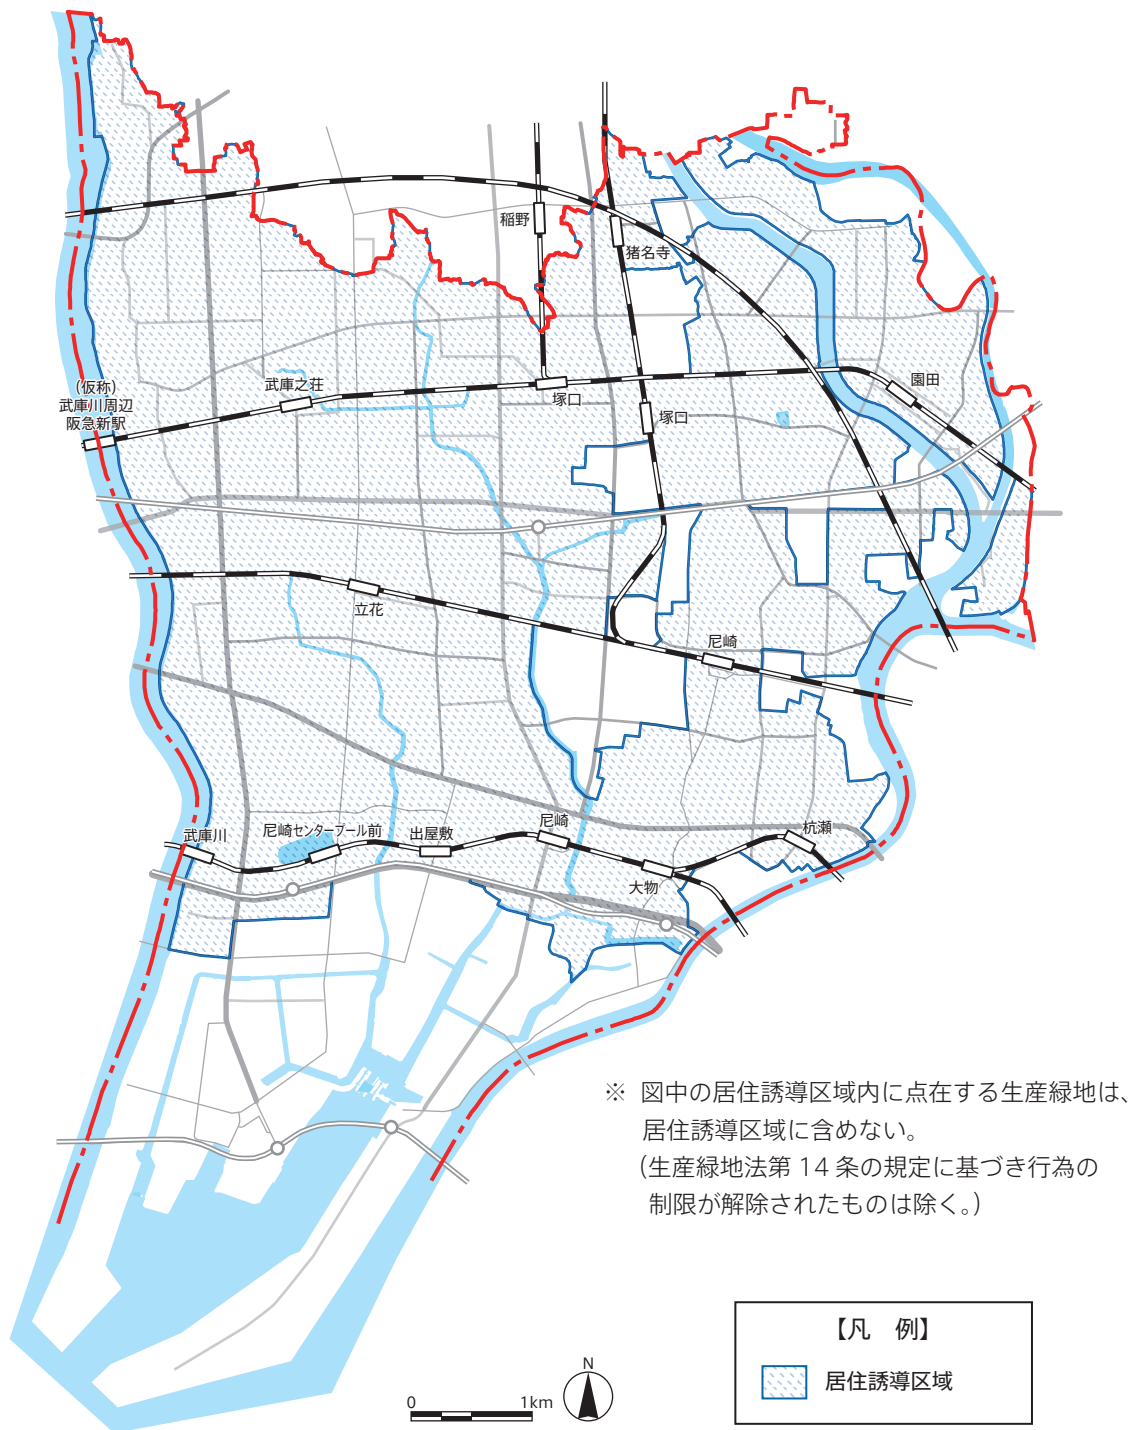 稲野
猪名寺
(仮称)
武庫川周辺
阪急新駅
武庫之荘
塚口
塚口
園田
立花
尼崎
武庫川
尼崎センタープール前
出屋敷
尼崎
杭瀬
大物
※ 図中の居住誘導区域内に点在する生産緑地は、
居住誘導区域に含めない。
(生産緑地法第 14 条の規定に基づき行為の
制限が解除されたものは除く。)
【凡 例】
居住誘導区域
N
0 1km